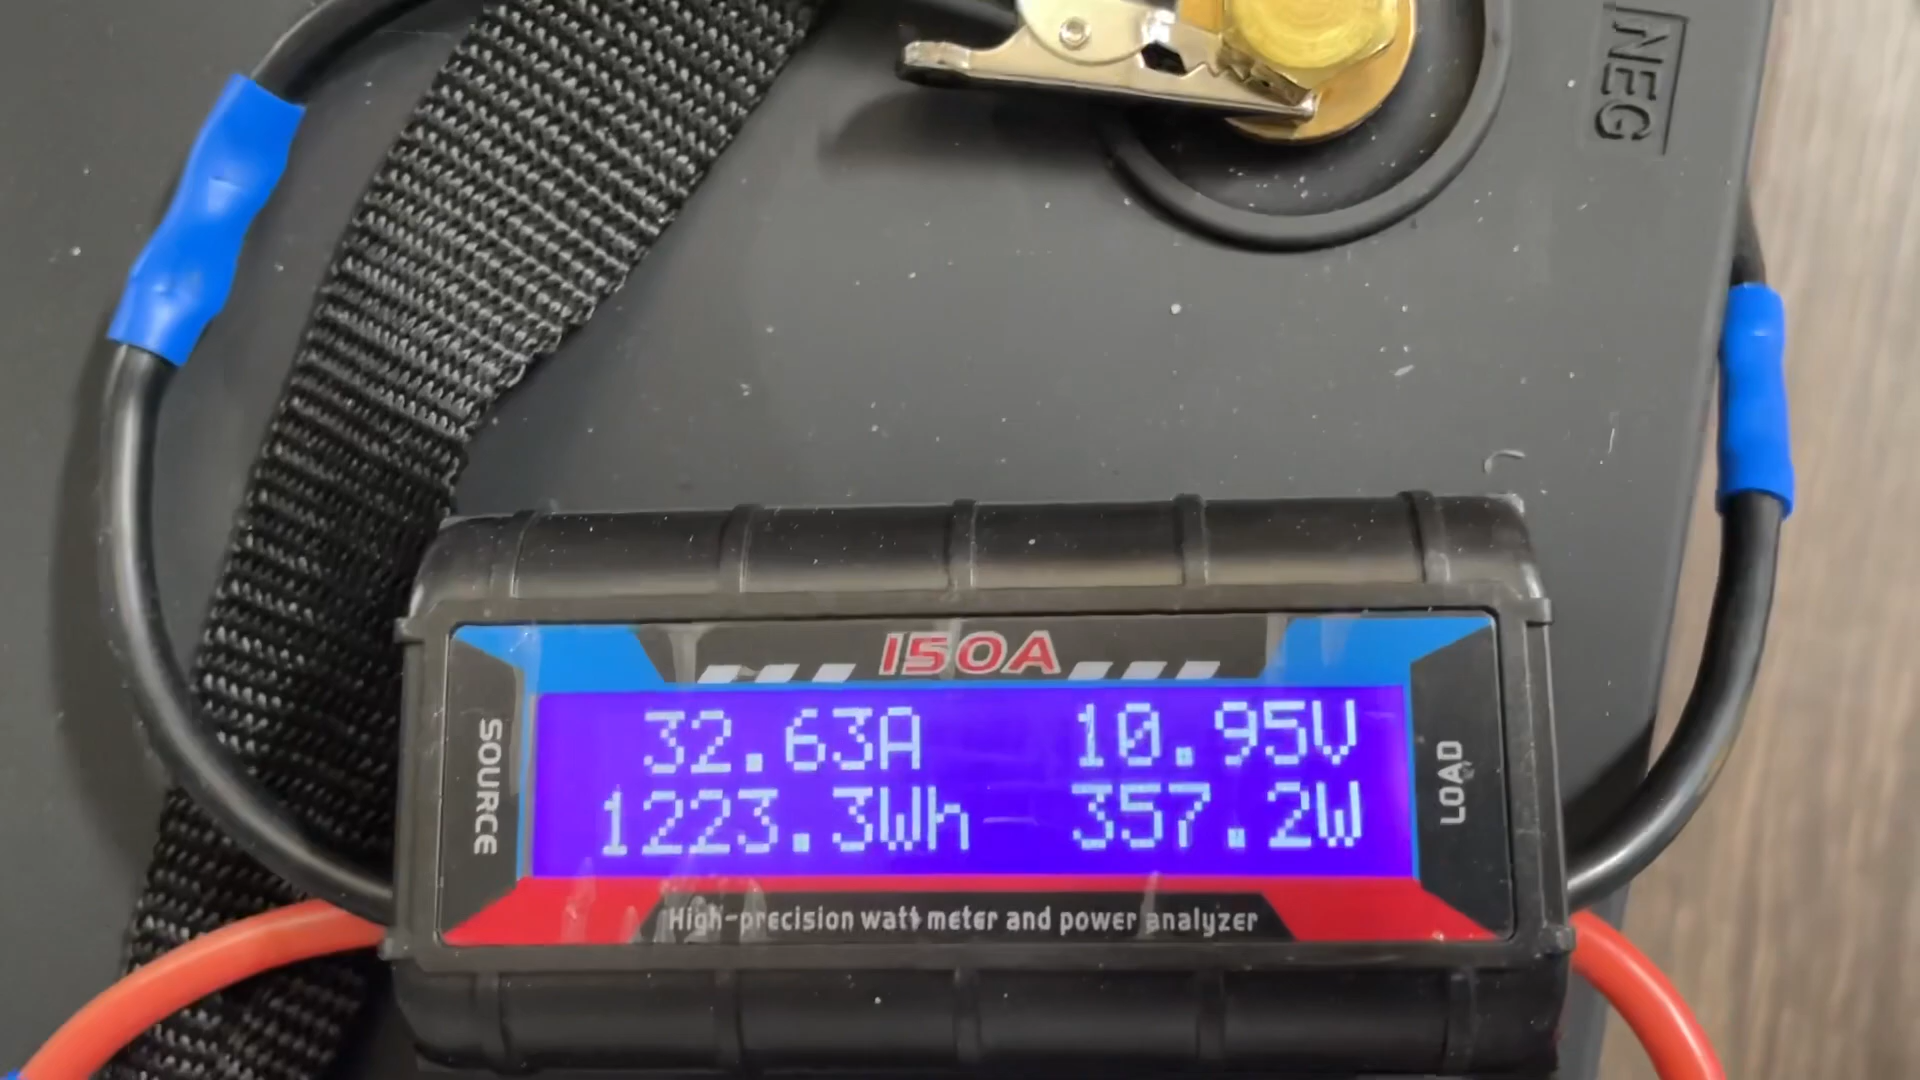 NEG
150A
SOURCE
32.63A 10.95V
1223.3Wh 357.2W
LOAD
High-precision watt meter and power analyzer